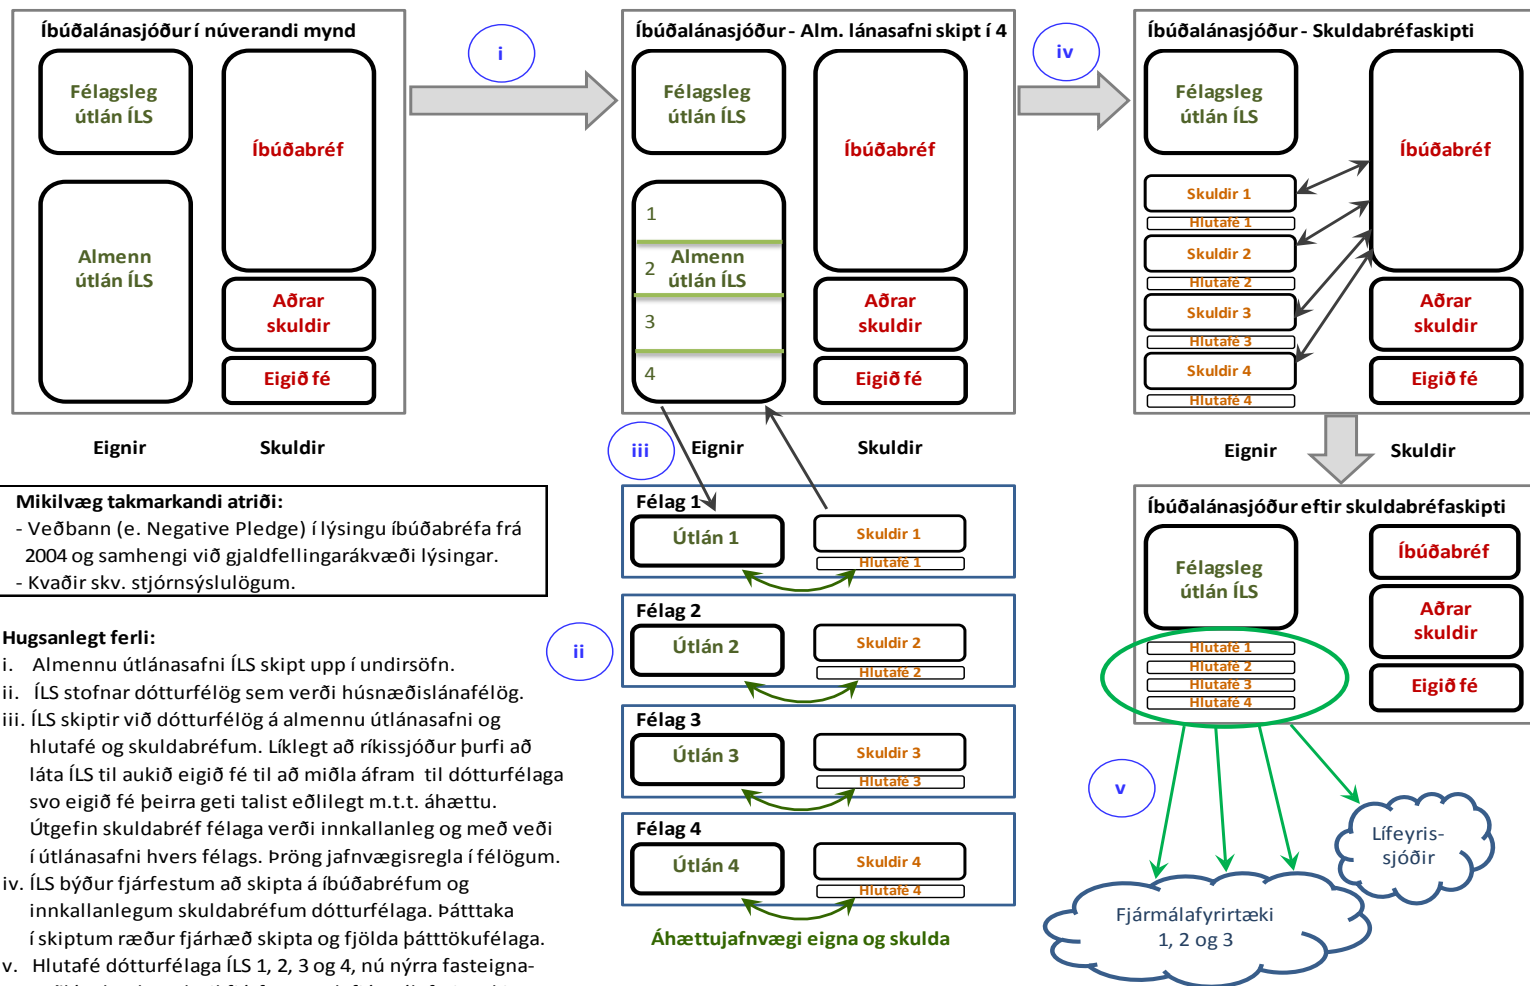 Íbúðalánasjóður í núverandi mynd
Félagsleg
útlán ÍLS
Almenn
útlán ÍLS
Íbúðabréf
Aðrar
skuldir
Eigið fé
Eignir
Skuldir
i
Íbúðalánasjóður - Alm. lánasafni skipt í 4
Félagsleg
útlán ÍLS
1
2
Almenn
útlán ÍLS
3
4
Íbúðabréf
Aðrar
skuldir
Eigið fé
iii
Eignir
Skuldir
iv
Íbúðalánasjóður - Skuldabréfaskipti
Félagsleg
útlán ÍLS
Skuldir 1
Hlutafé 1
Skuldir 2
Hlutafé 2
Skuldir 3
Hlutafé 3
Skuldir 4
Hlutafé 4
Íbúðabréf
Aðrar
skuldir
Eigið fé
Eignir
Skuldir
Mikilvæg takmarkandi atriði:
- Veðbann (e. Negative Pledge) í lýsingu íbúðabréfa frá
2004 og samhengi við gjaldfellingarákvæði lýsingar.
- Kvaðir skv. stjórnsýslulögum.
Hugsanlegt ferli:
i. Almennu útlánasafni ÍLS skipt upp í undirsöfn.
ii. ÍLS stofnar dótturfélög sem verði húsnæðislánafélög.
iii. ÍLS skiptir við dótturfélög á almennu útlánasafni og
hlutafé og skuldabréfum. Líklegt að ríkissjóður þurfi að
láta ÍLS til aukið eigið fé til að miðla áfram til dótturfélaga
svo eigið fé þeirra geti talist eðlilegt m.t.t. áhættu.
Útgefin skuldabréf félaga verði innkallanleg og með veði
í útlánasafni hvers félags. Þröng jafnvægisregla í félögum.
iv. ÍLS býður fjárfestum að skipta á íbúðabréfum og
innkallanlegum skuldabréfum dótturfélaga. Þátttaka
í skiptum ræður fjárhæð skipta og fjölda þátttökufélaga.
v. Hlutafé dótturfélaga ÍLS 1, 2, 3 og 4, nú nýrra fasteigna-
ii
Félag 1
Útlán 1
Skuldir 1
Hlutafé 1
Félag 2
Útlán 2
Skuldir 2
Hlutafé 2
Félag 3
Útlán 3
Skuldir 3
Hlutafé 3
Félag 4
Útlán 4
Skuldir 4
Hlutafé 4
Áhættujafnvægi eigna og skulda
Íbúðalánasjóður eftir skuldabréfaskipti
Félagsleg
útlán ÍLS
Hlutafé 1
Hlutafé 2
Hlutafé 3
Hlutafé 4
Íbúðabréf
Aðrar
skuldir
Eigið fé
v
Lífeyris-
sjóðir
Fjármálafyrirtæki
1, 2 og 3